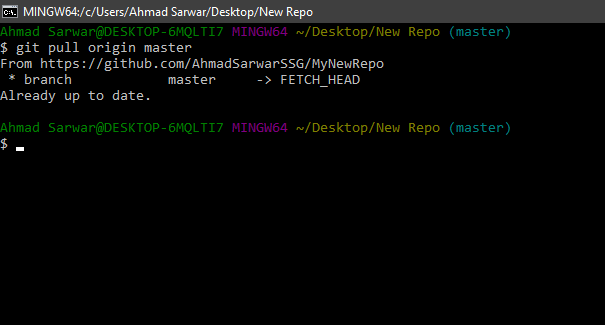 MINGW64:/c/Users/Ahmad Sarwar/Desktop/New Repo
Ahmad Sarwar@DESKTOP-6MQLTI7 MINGW64 ~/Desktop/New Repo (master)
$ git pull origin master
From https://github.com/AhmadSarwarSSG/MyNewRepo
 * branch            master     -> FETCH_HEAD
Already up to date.
Ahmad Sarwar@DESKTOP-6MQLTI7 MINGW64 ~/Desktop/New Repo (master)
$